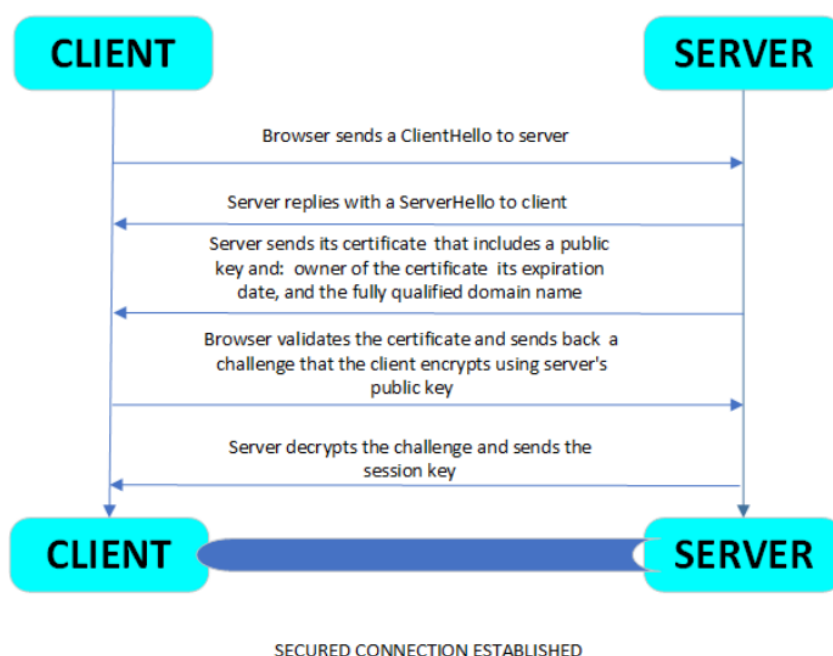 CLIENT
SERVER
Browser sends a ClientHello to server
Server replies with a ServerHello to client
Server sends its certificate that includes a public
key and: owner of the certificate its expiration
date, and the fully qualified domain name
Browser validates the certificate and sends back a
challenge that the client encrypts using server's
public key
Server decrypts the challenge and sends the
session key
CLIENT
SERVER
SECURED CONNECTION ESTABLISHED